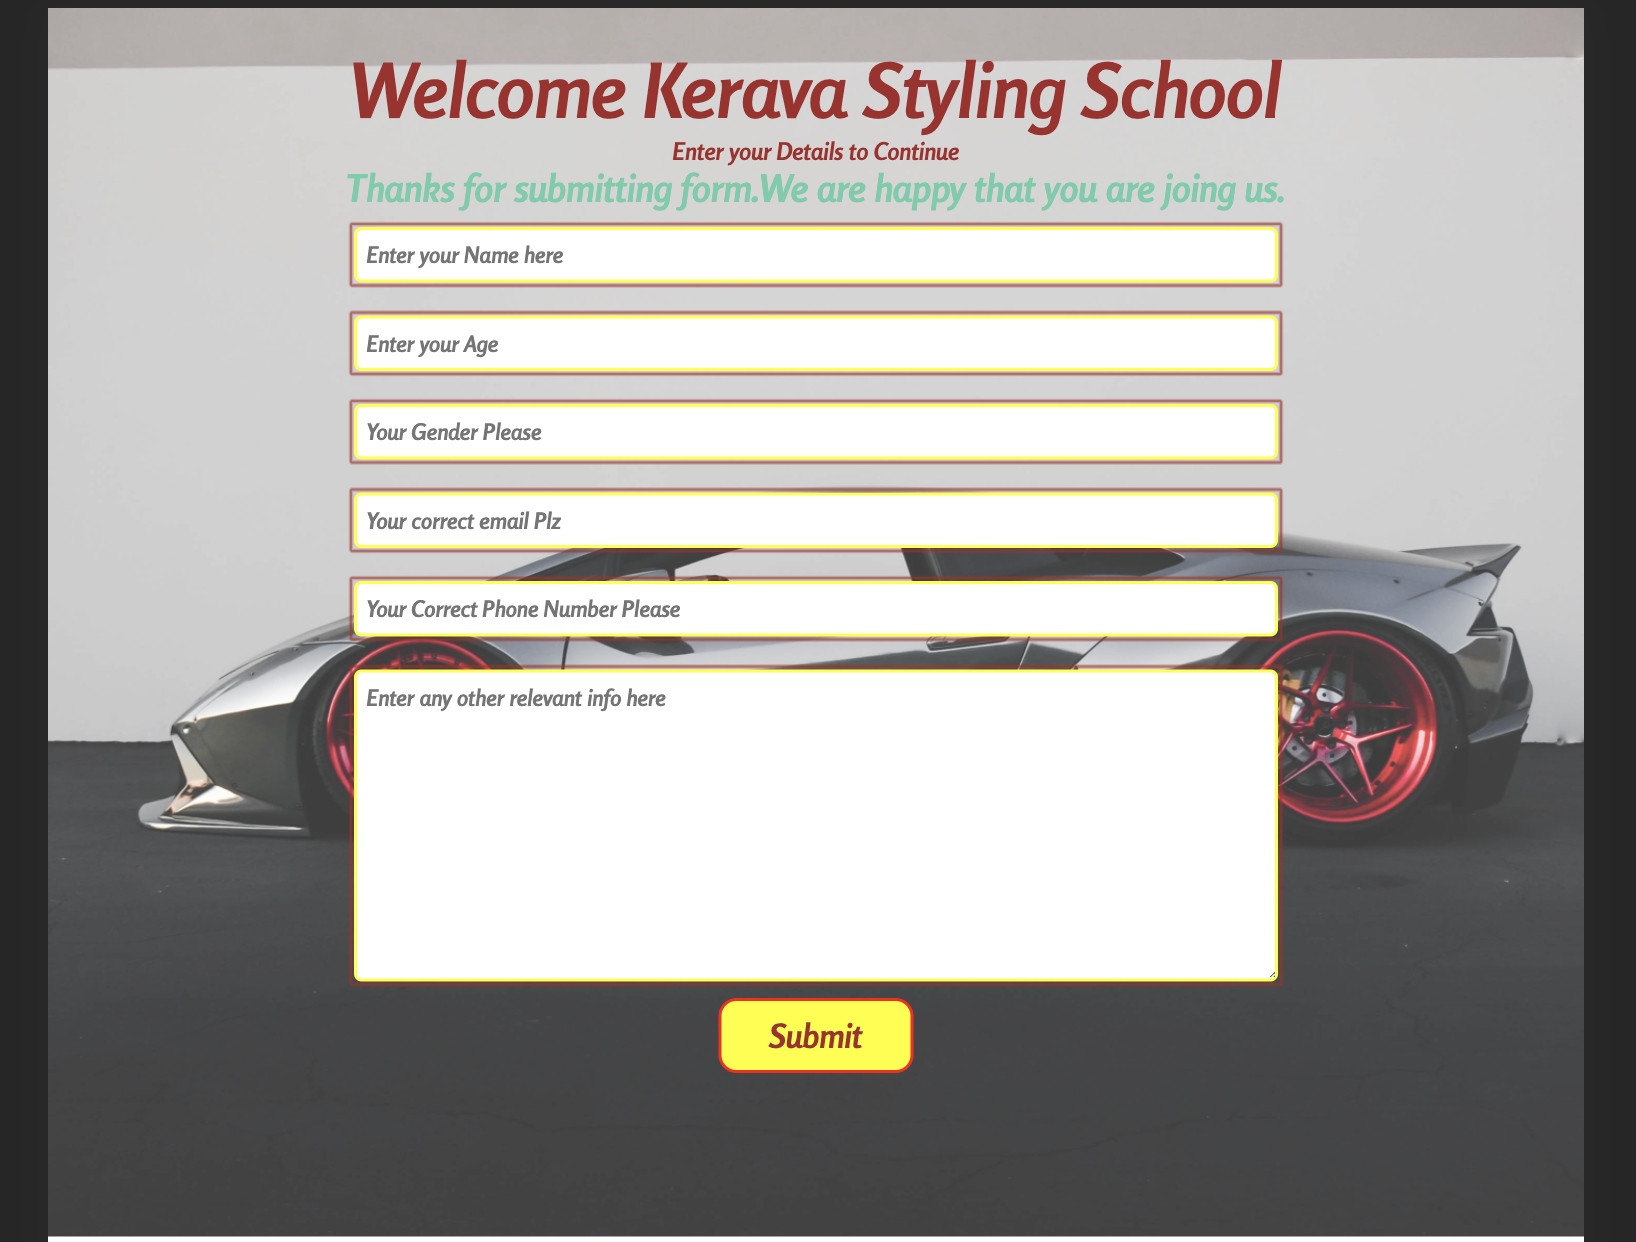 Welcome Kerava Styling School
Enter your Details to Continue
Thanks for submitting form.We are happy that you are joing us.
Enter your Name here
Enter your Age
Your Gender Please
Your correct email Plz
Your Correct Phone Number Please
Enter any other relevant info here
Submit